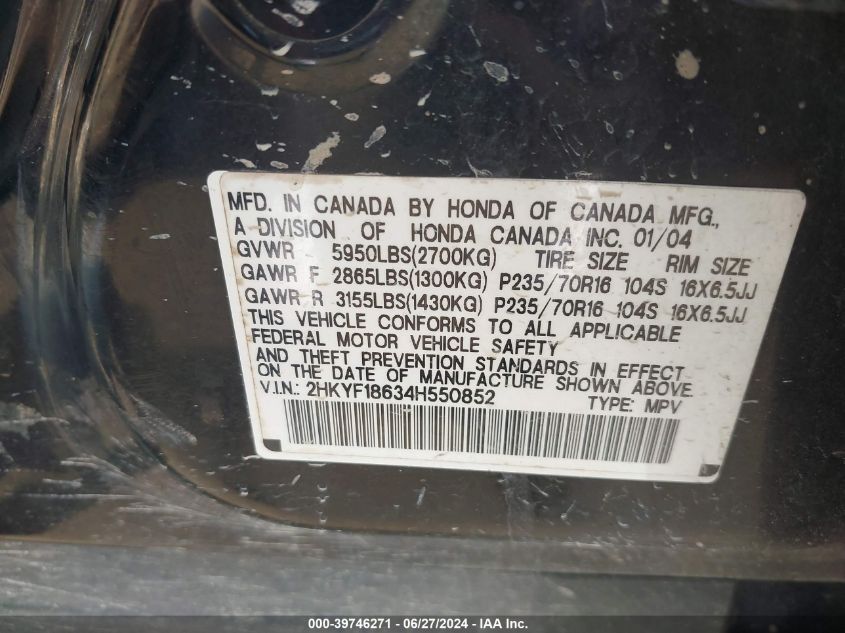 MFD. IN CANADA BY HONDA OF CANADA MFG.,
A DIVISION OF HONDA CANADA INC. 01/04
GVWR - 5950LBS(2700KG) TIRE SIZE RIM SIZE
GAWR F 2865LBS(1300KG) P235/70R16 104S 16X6.5JJ
GAWR R 3155LBS(1430KG) P235/70R16 104S 16X6.5JJ
THIS VEHICLE CONFORMS TO ALL APPLICABLE
FEDERAL MOTOR VEHICLE SAFETY
AND THEFT PREVENTION STANDARDS IN EFFECT
ON THE DATE OF MANUFACTURE SHOWN ABOVE.
V.I.N.: 2HKYF18634H550852 TYPE: MPV
000-39746271 - 06/27/2024 - IAA Inc.